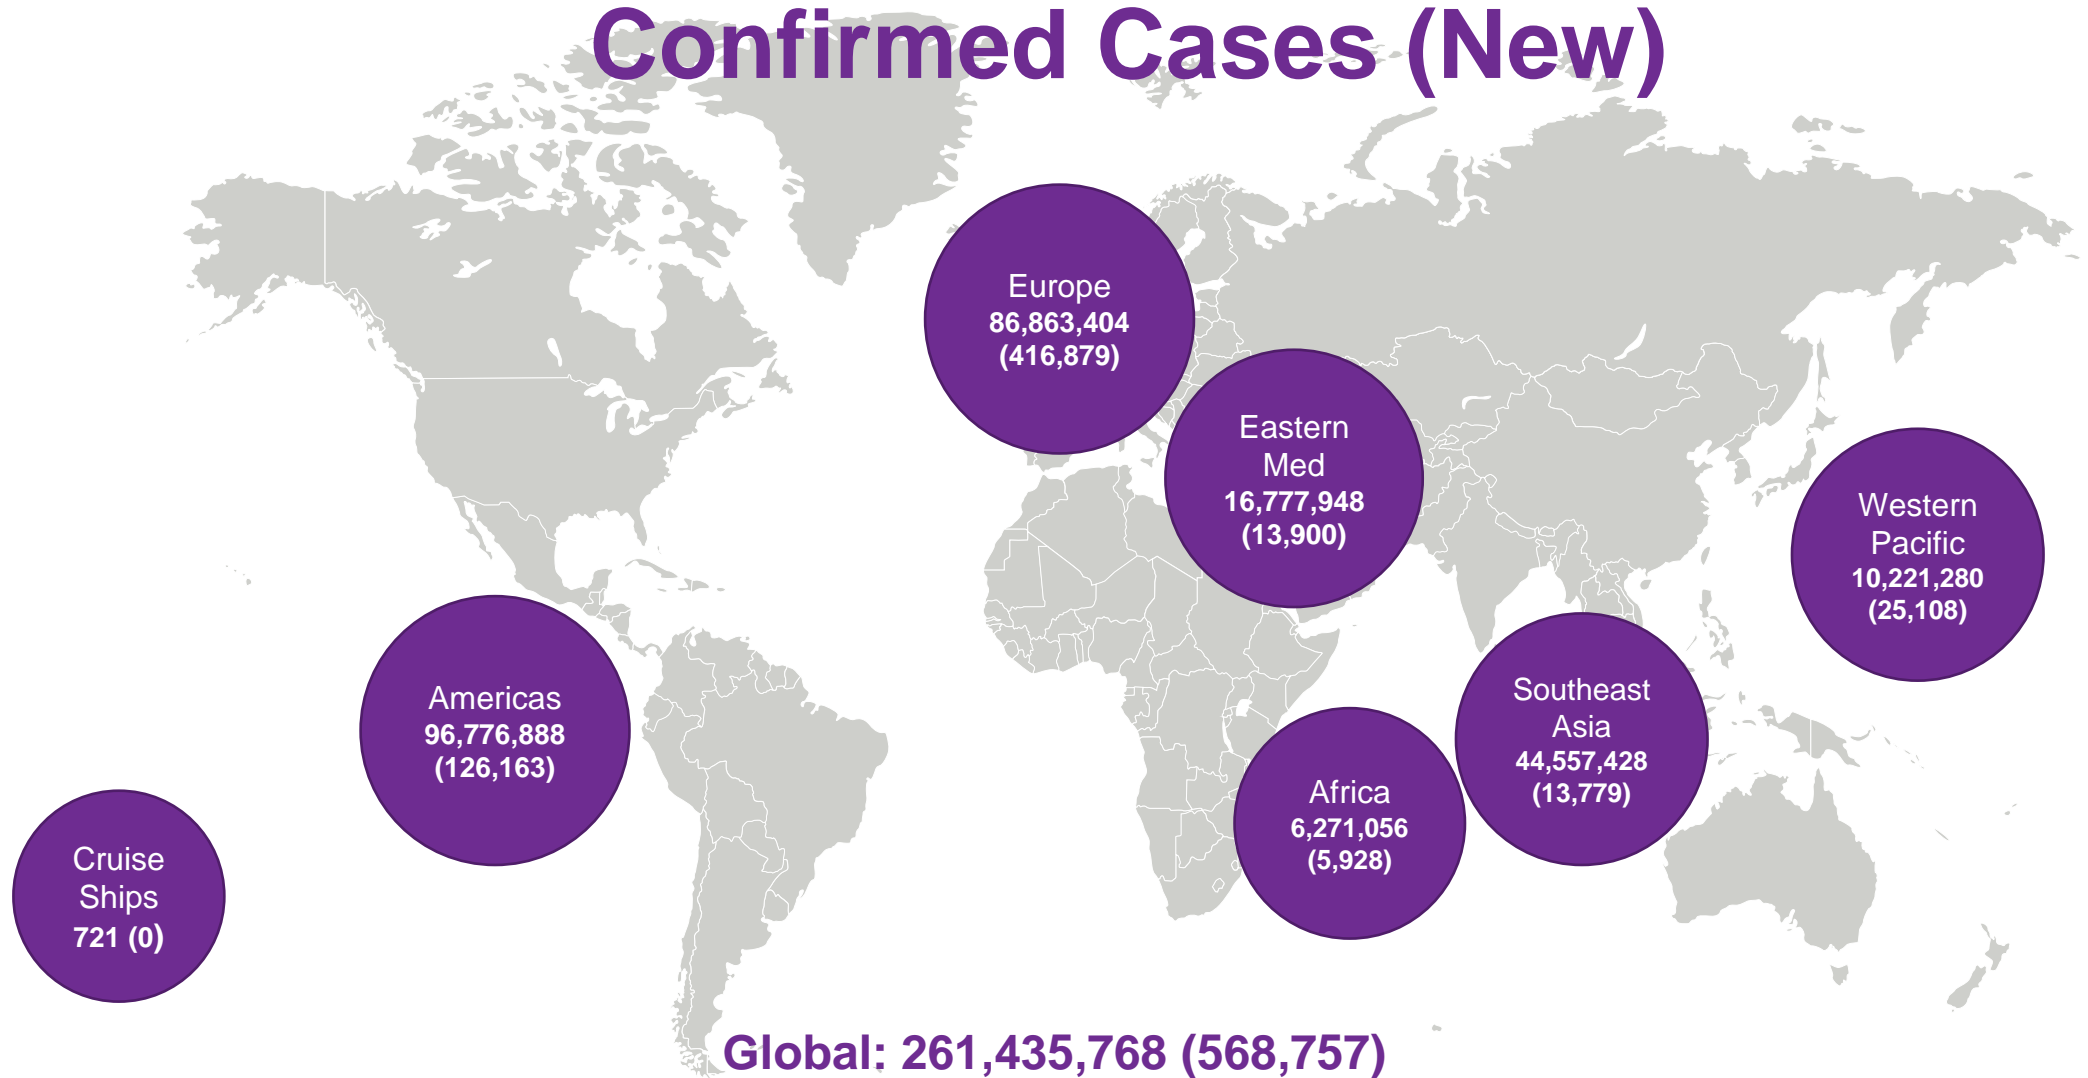 Confirmed Cases (New)
Europe
86,863,404
(416,879)
Eastern
Med
16,777,948
(13,900)
Western
Pacific
10,221,280
(25,108)
Americas
96,776,888
(126,163)
Southeast
Asia
44,557,428
(13,779)
Africa
6,271,056
(5,928)
Cruise
Ships
721 (0)
Global: 261,435,768 (568,757)